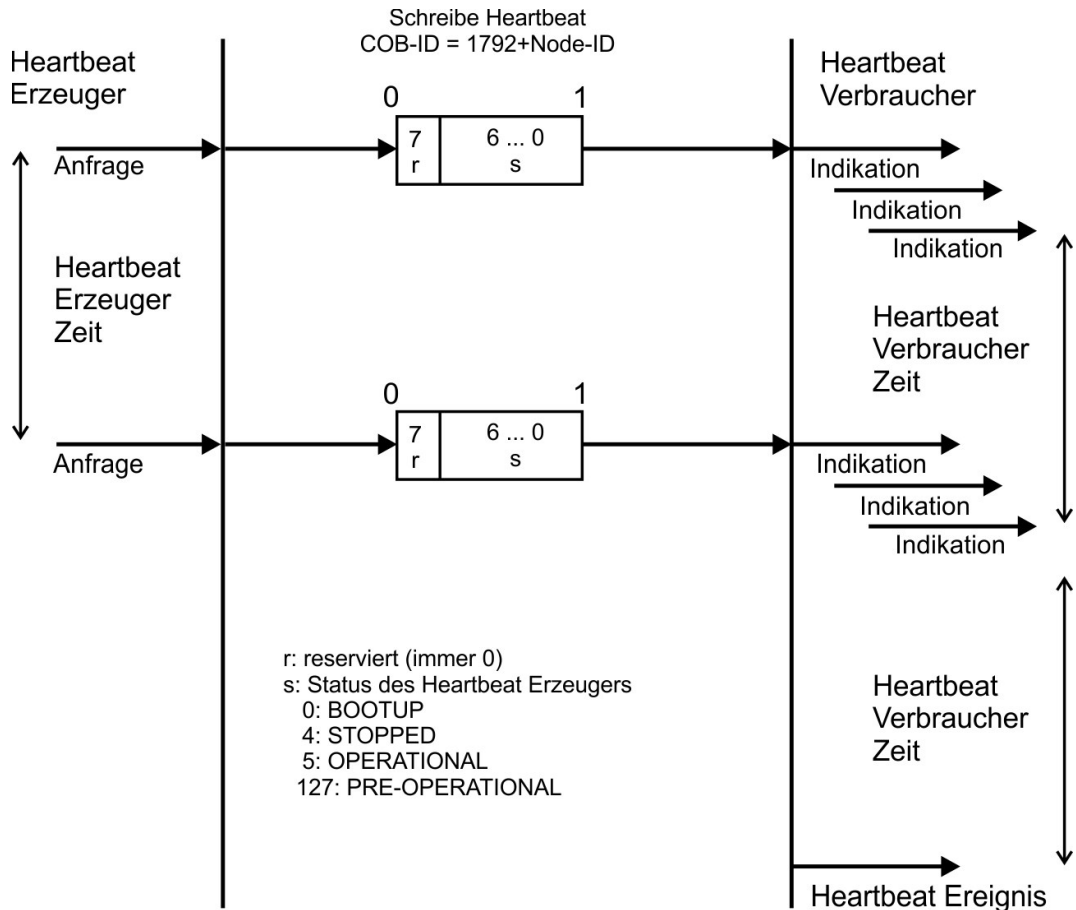 Schreibe Heartbeat
COB-ID = 1792+Node-ID
Heartbeat
Erzeuger
Heartbeat
Verbraucher
0 1
7 6 ... 0
r s
Anfrage
Indikation
Indikation
Indikation
Heartbeat
Erzeuger
Zeit
Heartbeat
Verbraucher
Zeit
0 1
7 6 ... 0
r s
Anfrage
Indikation
Indikation
Indikation
r: reserviert (immer 0)
s: Status des Heartbeat Erzeugers
0: BOOTUP
4: STOPPED
5: OPERATIONAL
127: PRE-OPERATIONAL
Heartbeat
Verbraucher
Zeit
Heartbeat Ereignis